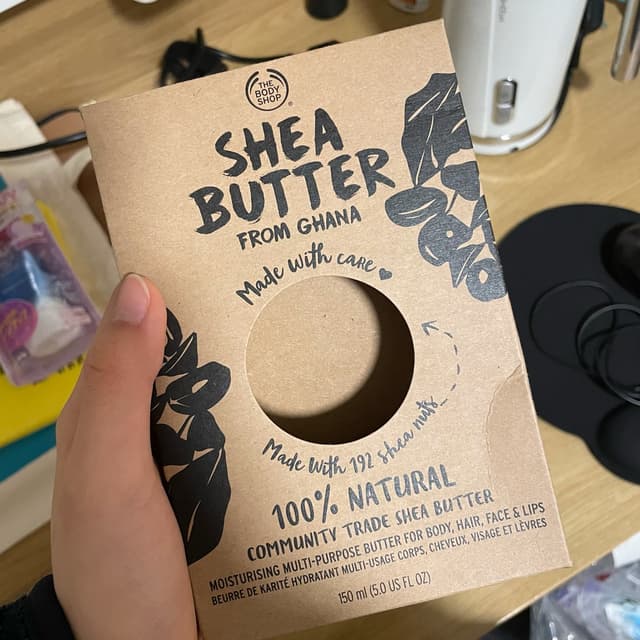 THE
BODY
SHOP
®
SHEA
BUTTER
FROM GHANA
Made with care
Made with 192 shea nuts
100% NATURAL
COMMUNITY TRADE SHEA BUTTER
MOISTURISING MULTI-PURPOSE BUTTER FOR BODY, HAIR, FACE & LIPS
BEURRE DE KARITÉ HYDRATANT MULTI-USAGE CORPS, CHEVEUX, VISAGE ET LÈVRES
150 ml (5.0 US FL OZ)